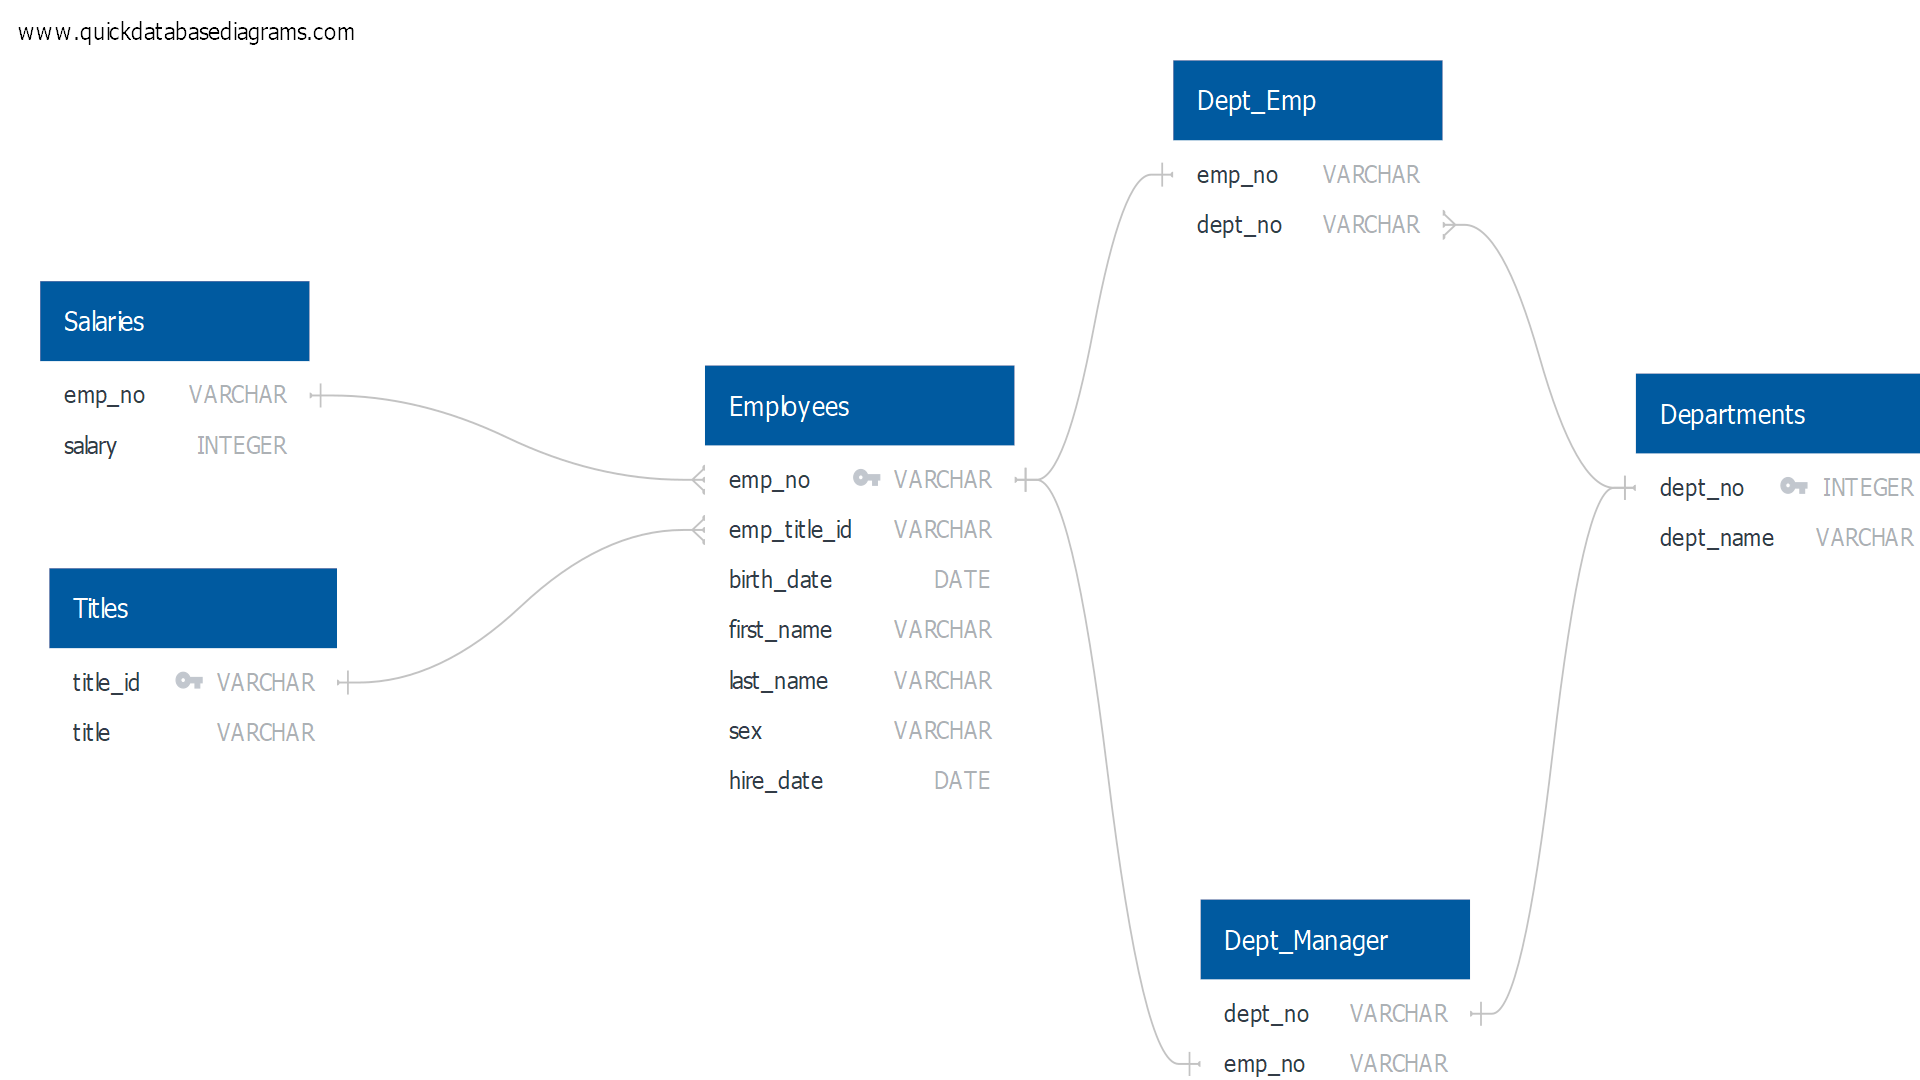 www.quickdatabasediagrams.com
Dept_Emp
emp_no VARCHAR
dept_no VARCHAR
Salaries
emp_no VARCHAR
salary INTEGER
Employees
emp_no VARCHAR
emp_title_id VARCHAR
birth_date DATE
first_name VARCHAR
last_name VARCHAR
sex VARCHAR
hire_date DATE
Departments
dept_no INTEGER
dept_name VARCHAR
Titles
title_id VARCHAR
title VARCHAR
Dept_Manager
dept_no VARCHAR
emp_no VARCHAR